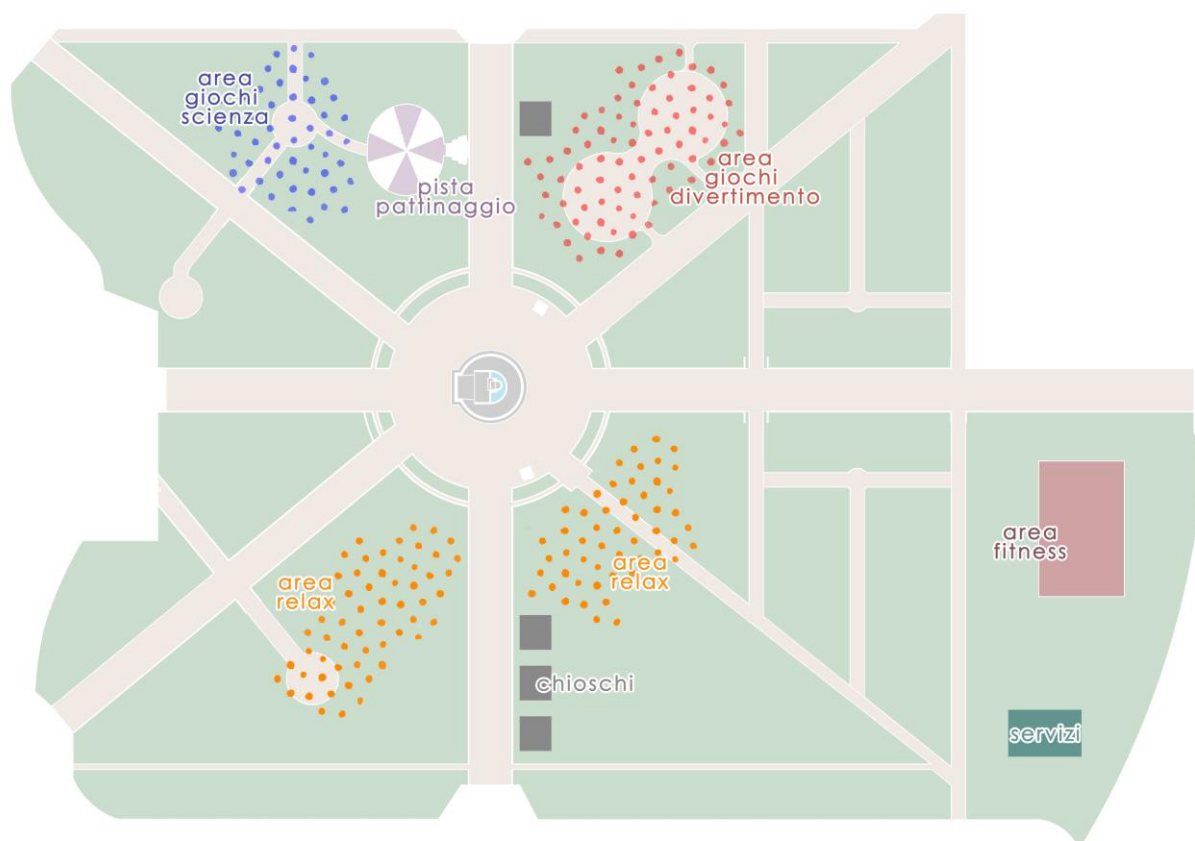 area
giochi
scienza
pista
pattinaggio
area
giochi
divertimento
area
relax
area
relax
area
fitness
chioschi
servizi